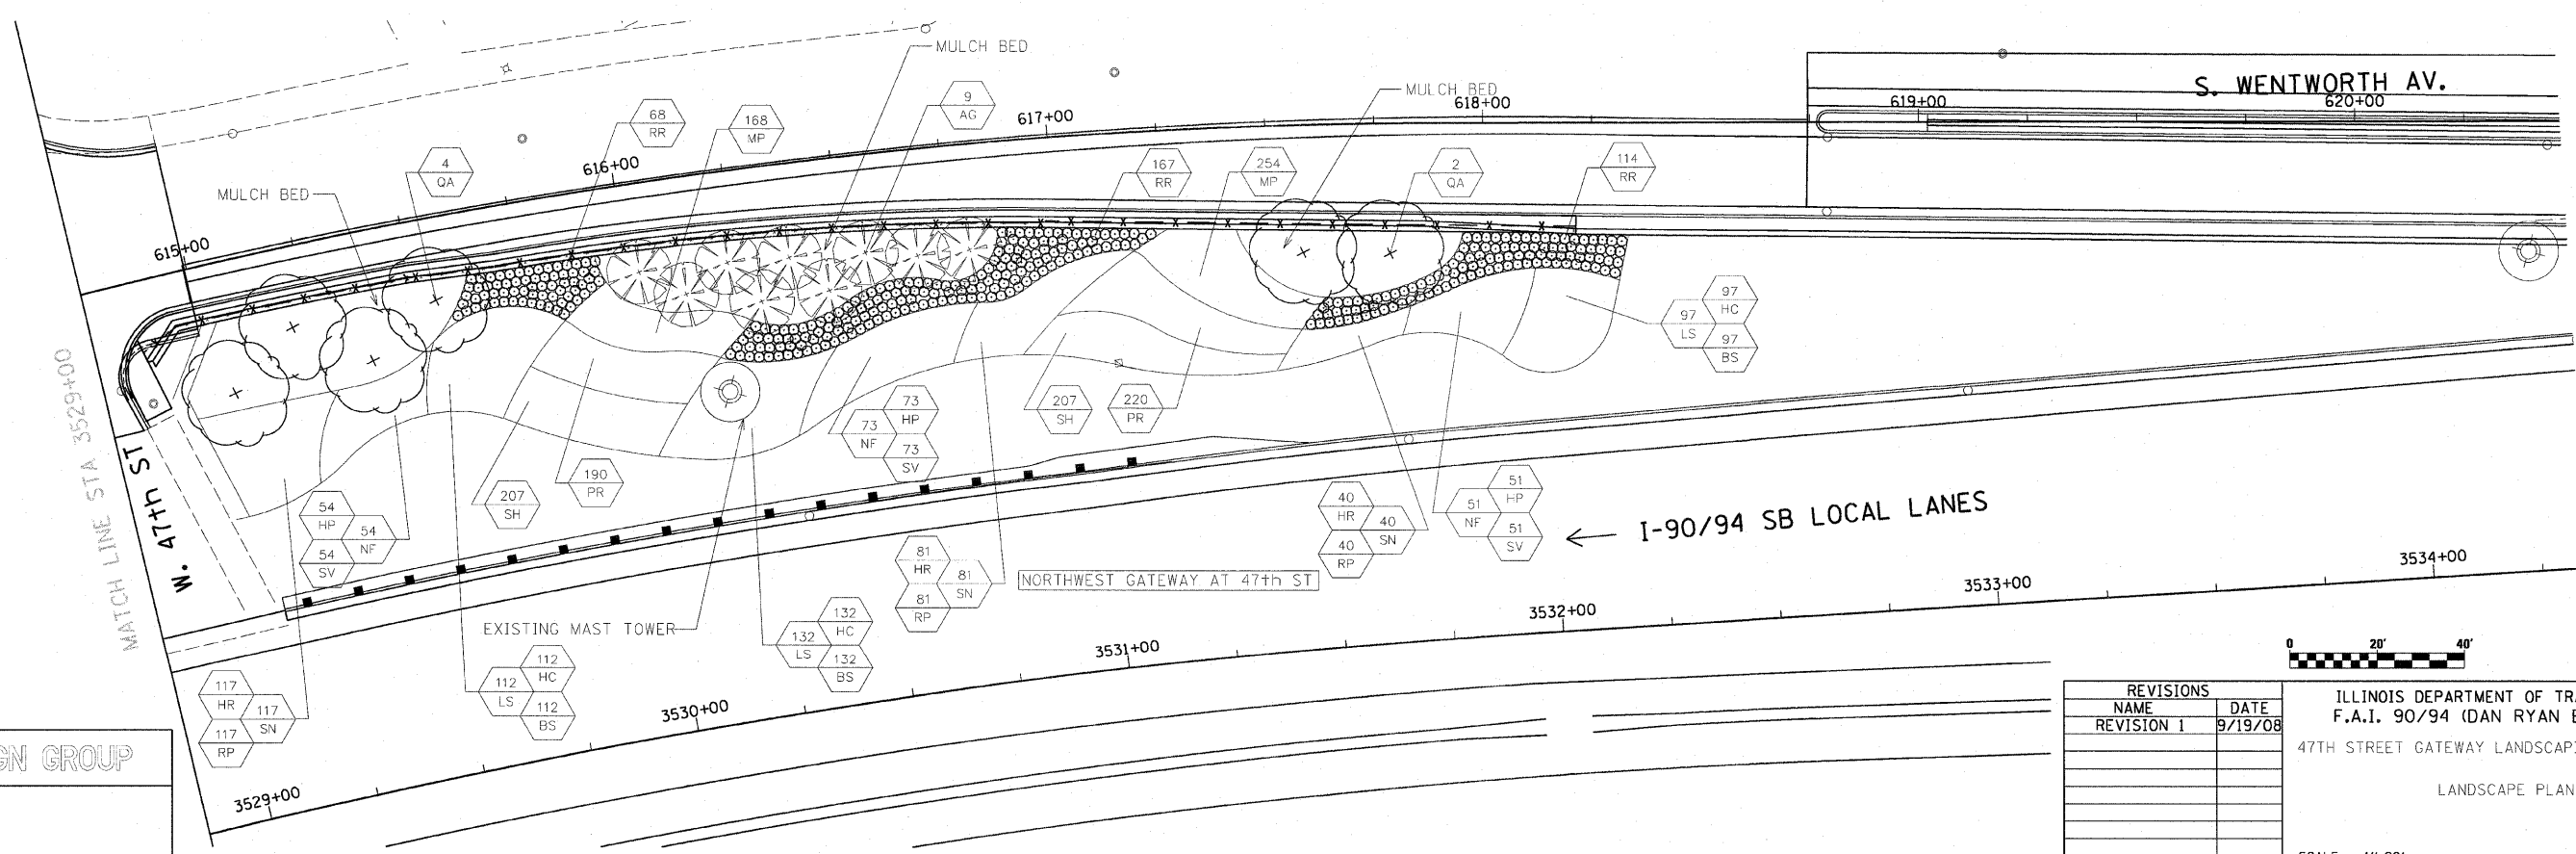 MULCH BED
9
AG
MULCH BED
S. WENTWORTH AV.
68
RR
168
MP
617+00
618+00
619+00
620+00
4
QA
616+00
167
RR
254
MP
2
QA
114
RR
MULCH BED
615+00
97
HC
97
LS
97
BS
MATCH LINE STA 3529+00
W. 47th ST
73
HP
73
NF
73
SV
207
SH
220
PR
190
PR
207
SH
54
HP
54
NF
54
SV
40
HR
40
SN
40
RP
51
HP
51
NF
51
SV
I-90/94 SB LOCAL LANES
81
HR
81
SN
81
RP
NORTHWEST GATEWAY AT 47th ST
EXISTING MAST TOWER
132
HC
132
LS
132
BS
112
HC
112
LS
112
BS
117
HR
117
SN
117
RP
3529+00
3530+00
3531+00
3532+00
3533+00
3534+00
0 20' 40'
GN GROUP
REVISIONS
NAME DATE
REVISION 1 9/19/08
ILLINOIS DEPARTMENT OF TR
F.A.I. 90/94 (DAN RYAN E
47TH STREET GATEWAY LANDSCAP
LANDSCAPE PLAN